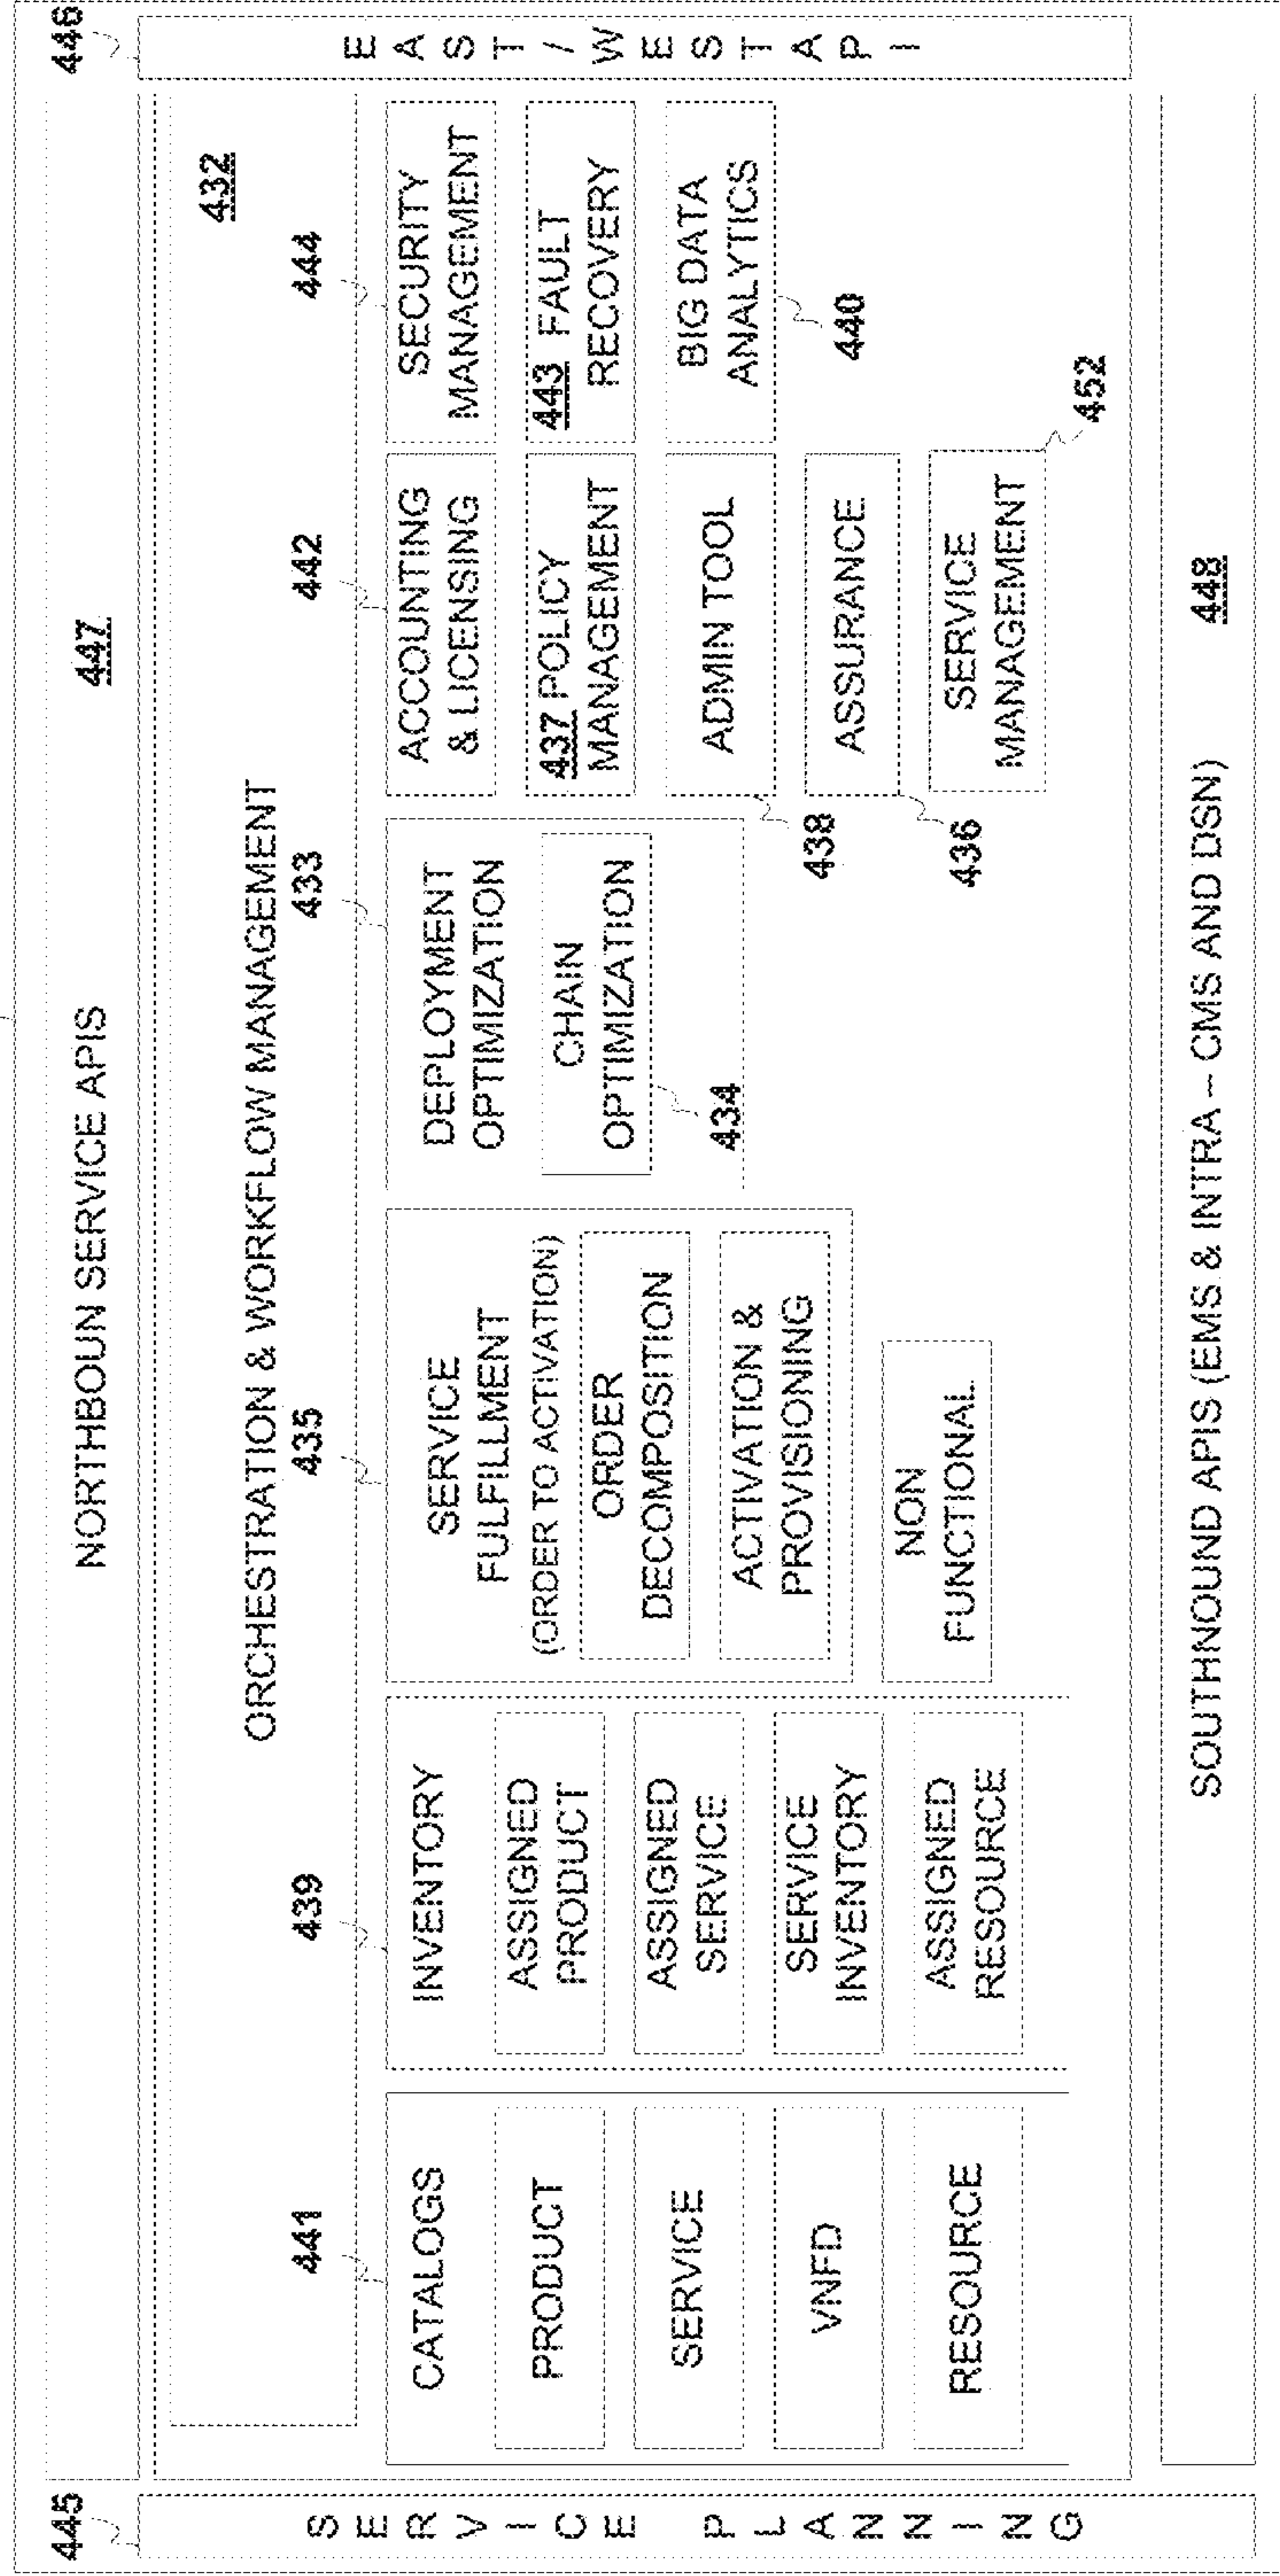 446
447
NORTHBOUN SERVICE APIS
432
ORCHESTRATION & WORKFLOW MANAGEMENT
445
SERVICE PLANNING
441
CATALOGS
PRODUCT
SERVICE
VNFD
RESOURCE
439
INVENTORY
ASSIGNED
PRODUCT
ASSIGNED
SERVICE
SERVICE
INVENTORY
ASSIGNED
RESOURCE
435
SERVICE
FULFILLMENT
(ORDER TO ACTIVATION)
ORDER
DECOMPOSITION
ACTIVATION &
PROVISIONING
NON
FUNCTIONAL
433
DEPLOYMENT
OPTIMIZATION
CHAIN
OPTIMIZATION
434
442
ACCOUNTING
& LICENSING
437 POLICY
MANAGEMENT
ADMIN TOOL
438
ASSURANCE
436
SERVICE
MANAGEMENT
452
444
SECURITY
MANAGEMENT
443 FAULT
RECOVERY
BIG DATA
ANALYTICS
440
EAST/WEST API
SOUTHNOUND APIS (EMS & INTRA – CMS AND DSN)
448